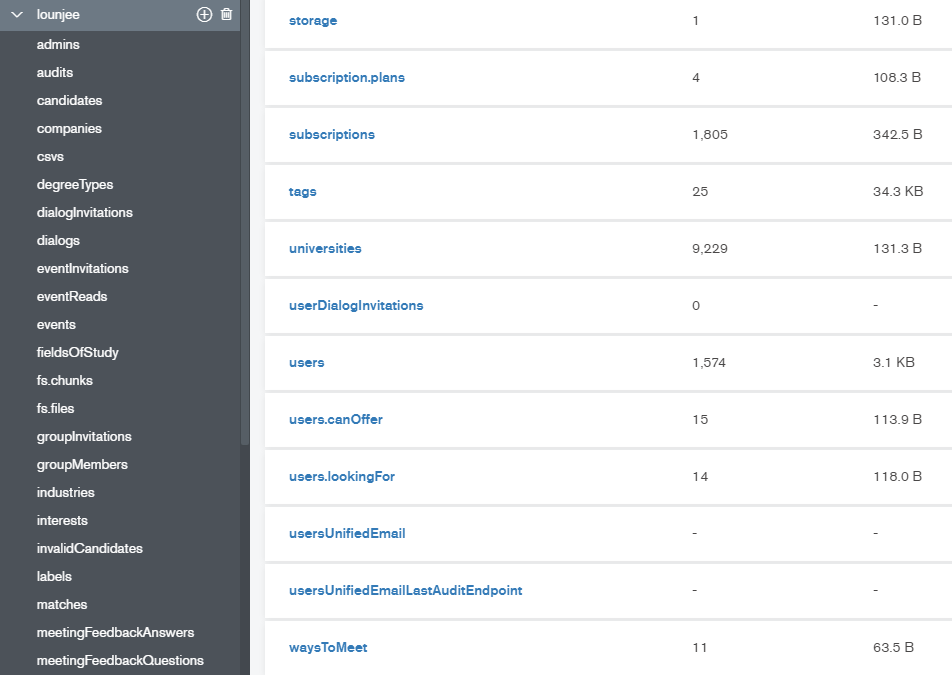 lounjee
admins
audits
candidates
companies
csvs
degreeTypes
dialogInvitations
dialogs
eventInvitations
eventReads
events
fieldsOfStudy
fs.chunks
fs.files
groupInvitations
groupMembers
industries
interests
invalidCandidates
labels
matches
meetingFeedbackAnswers
meetingFeedbackQuestions
storage 1 131.0 B
subscription.plans 4 108.3 B
subscriptions 1,805 342.5 B
tags 25 34.3 KB
universities 9,229 131.3 B
userDialogInvitations 0 -
users 1,574 3.1 KB
users.canOffer 15 113.9 B
users.lookingFor 14 118.0 B
usersUnifiedEmail - -
usersUnifiedEmailLastAuditEndpoint - -
waysToMeet 11 63.5 B